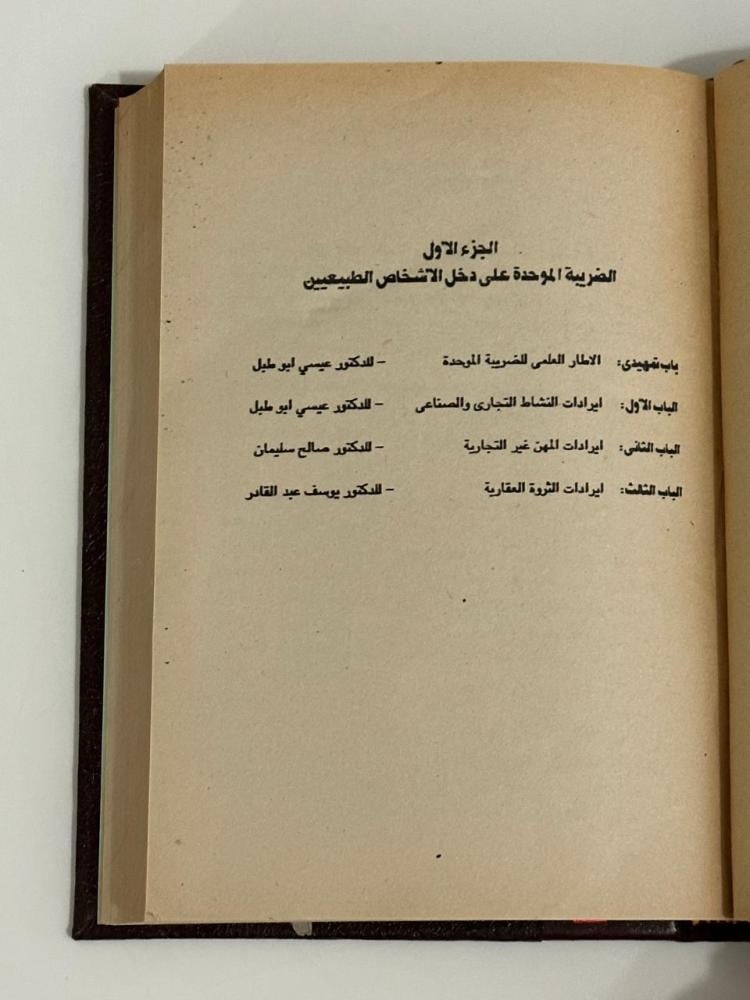 الجزء الاول
الضريبة الموحدة على دخل الاشخاص الطبيعيين
باب تمهيدى: الاطار العلمى للضريبة الموحدة – للدكتور عيسي ابو طبل
الباب الاول: ايرادات النشاط التجارى والصناعى – للدكتور عيسي ابو طبل
الباب الثانى: ايرادات المهن غير التجارية – للدكتور صالح سليمان
الباب الثالث: ايرادات الثروة العقارية – للدكتور يوسف عبد القادر